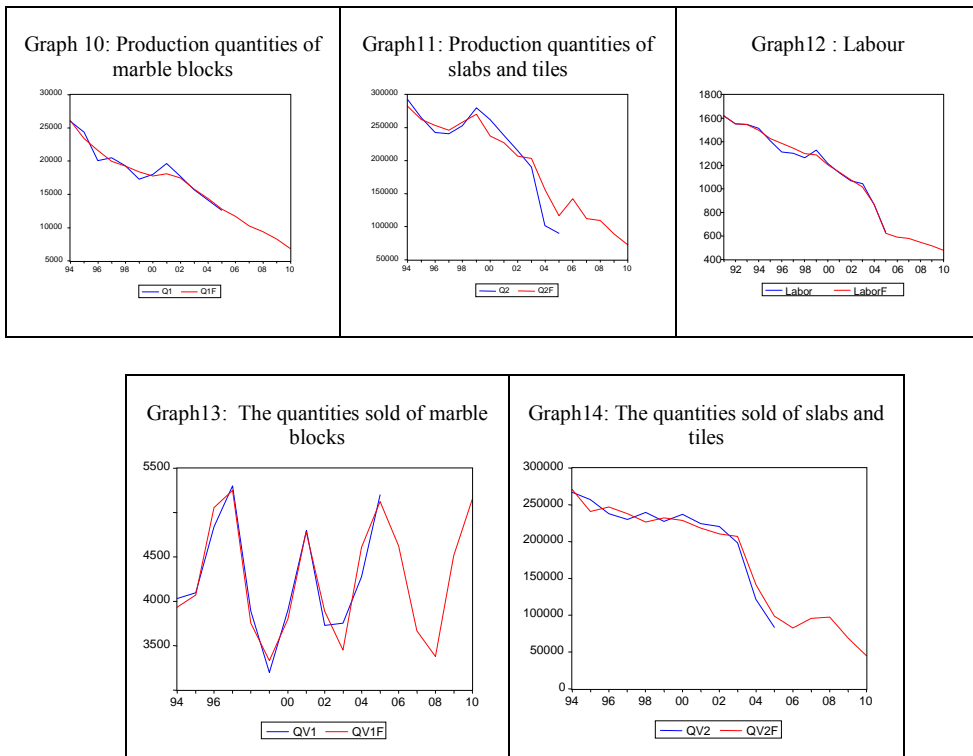 Graph 10: Production quantities of
marble blocks
30000
25000
20000
15000
10000
5000
94 96 98 00 02 04 06 08 10
Q1 Q1F
Graph11: Production quantities of
slabs and tiles
300000
250000
200000
150000
100000
50000
94 96 98 00 02 04 06 08 10
Q2 Q2F
Graph12 : Labour
1800
1600
1400
1200
1000
800
600
400
92 94 96 98 00 02 04 06 08 10
Labor LaborF
Graph13: The quantities sold of marble
blocks
5500
4500
4000
3500
94 96 00 02 04 06 08 10
QV1 QV1F
Graph14: The quantities sold of slabs and
tiles
300000
250000
200000
150000
100000
50000
0
94 96 98 00 02 04 06 08 10
QV2 QV2F